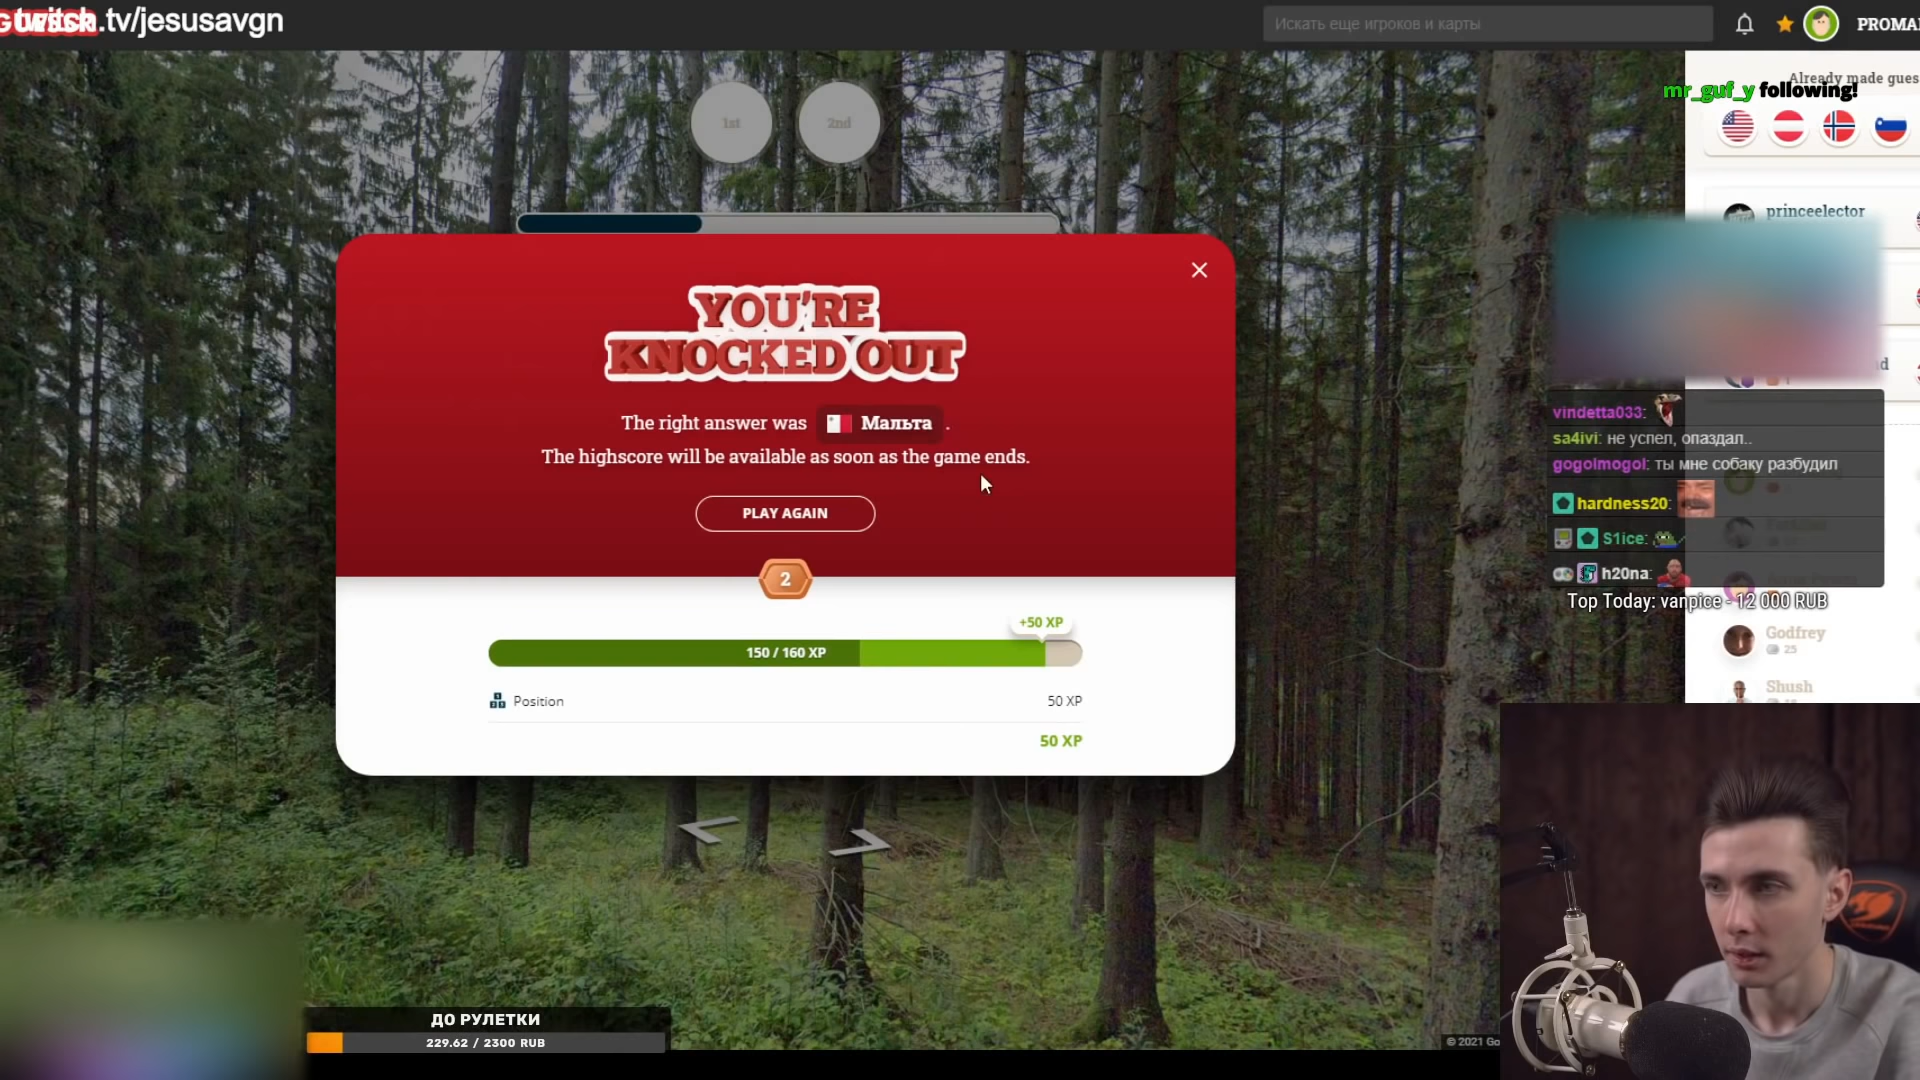 twitch.tv/jesusavgn
Искать еще игроков и карты
PROMA
Already made gues
mr_guf_y following!
1st
2nd
princeelector
YOU'RE
KNOCKED OUT
The right answer was Мальта .
The highscore will be available as soon as the game ends.
PLAY AGAIN
2
+50 XP
150 / 160 XP
Position
50 XP
50 XP
vindetta033:
sa4ivi: не успел, опаздал..
gogolmogol: ты мне собаку разбудил
hardness20:
S1ice:
h20na:
Top Today: vanpice - 12 000 RUB
Godfrey
25
Shush
ДО РУЛЕТКИ
229.62 / 2300 RUB
© 2021 Go